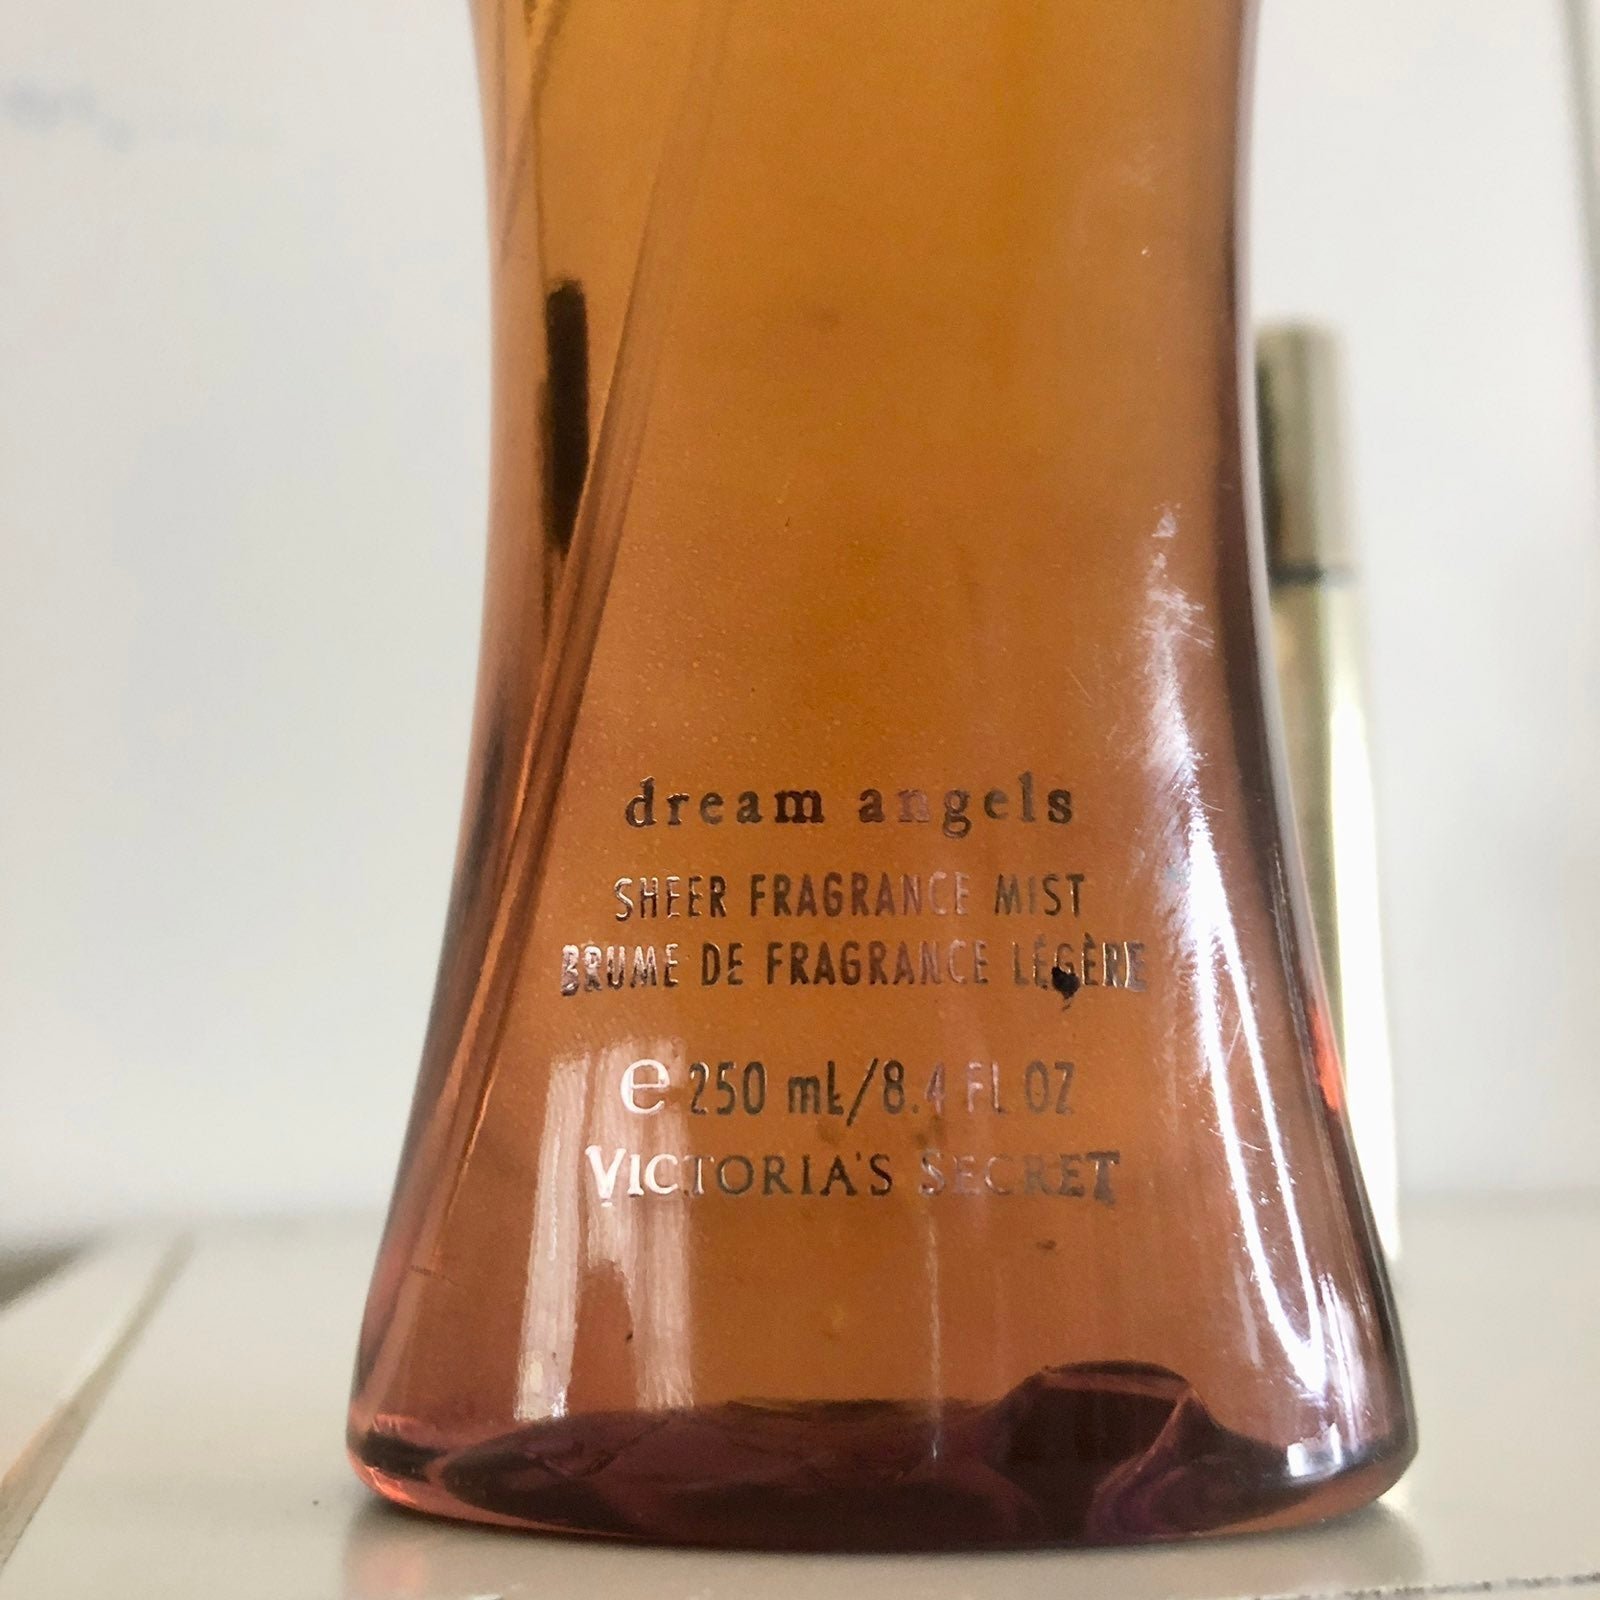 dream angels
SHEER FRAGRANCE MIST
BRUME DE FRAGRANCE LÉGÈRE
e 250 mL/8.4 FL OZ
VICTORIA'S SECRET